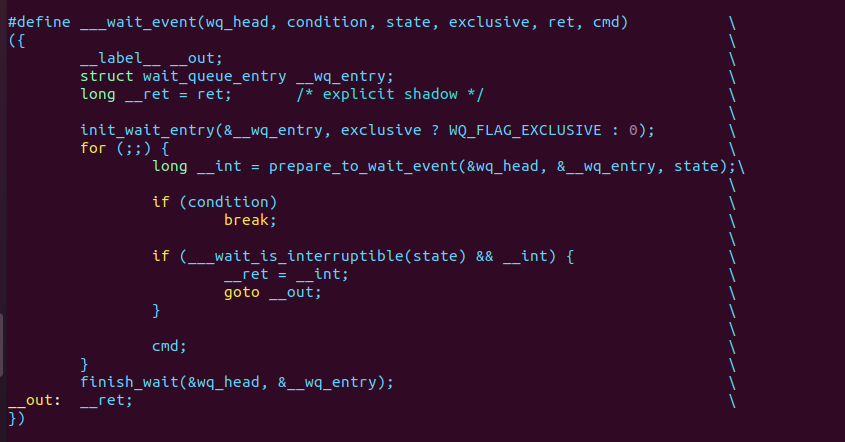 #define ___wait_event(wq_head, condition, state, exclusive, ret, cmd) \
({ \
__label__ __out; \
struct wait_queue_entry __wq_entry; \
long __ret = ret; /* explicit shadow */ \
\
init_wait_entry(&__wq_entry, exclusive ? WQ_FLAG_EXCLUSIVE : 0); \
for (;;) { \
long __int = prepare_to_wait_event(&wq_head, &__wq_entry, state);\
\
if (condition) \
break; \
\
if (___wait_is_interruptible(state) && __int) { \
__ret = __int; \
goto __out; \
} \
\
cmd; \
} \
finish_wait(&wq_head, &__wq_entry); \
__out: __ret; \
})